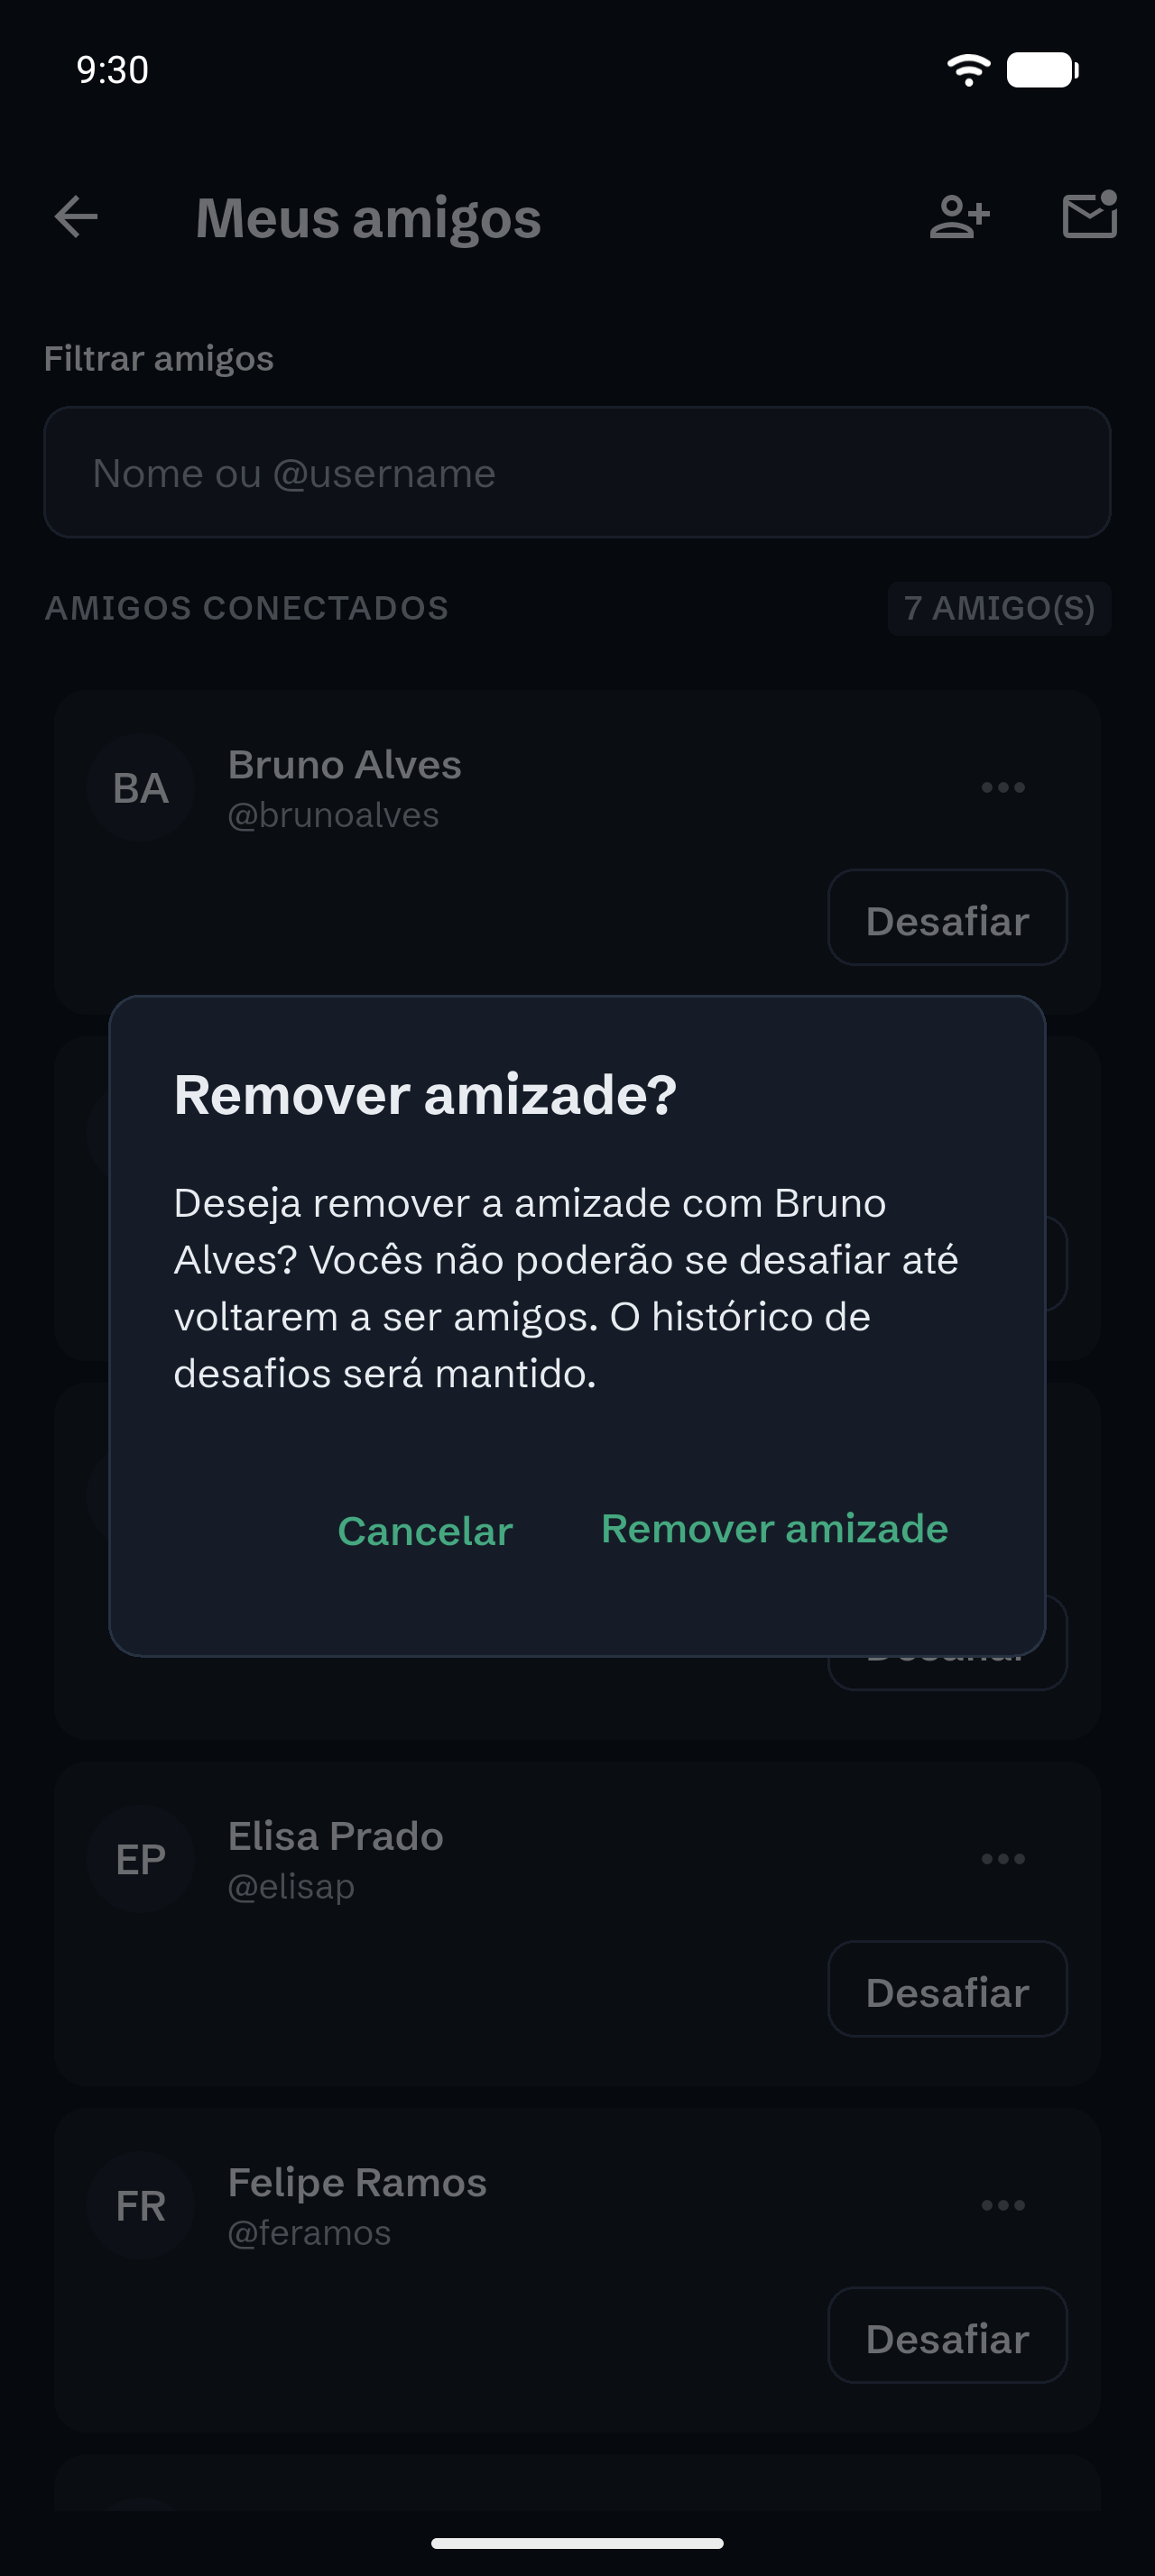 9:30
Meus amigos
Filtrar amigos
Nome ou @username
AMIGOS CONECTADOS
7 AMIGO(S)
BA
Bruno Alves
@brunoalves
Desafiar
Remover amizade?
Deseja remover a amizade com Bruno
Alves? Vocês não poderão se desafiar até
voltarem a ser amigos. O histórico de
desafios será mantido.
Cancelar
Remover amizade
EP
Elisa Prado
@elisap
Desafiar
FR
Felipe Ramos
@feramos
Desafiar